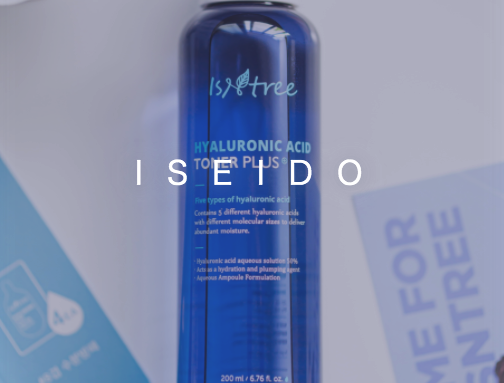 IsNtree
HYALURONIC ACID
TONER PLUS
ISEIDO
Five types of hyaluronic acid
Contains 5 different hyaluronic acids
with different molecular sizes to deliver
abundant moisture.
· Hyaluronic acid aqueous solution 50%
· Acts as a hydration and plumping agent
· Aqueous Ampoule Formulation
200 ml / 6.76 fl. oz.
ME FOR
NTREE